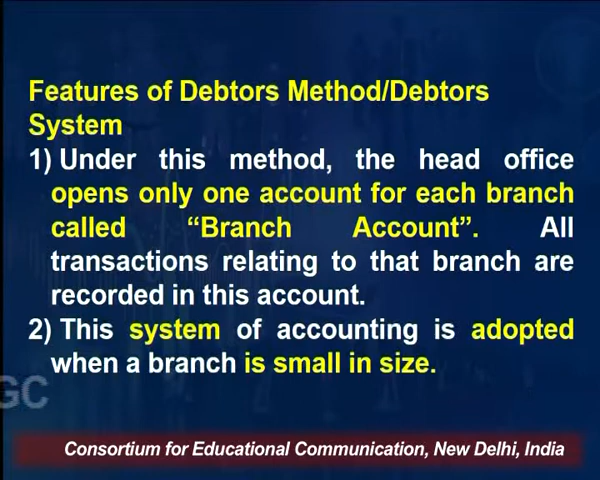 Features of Debtors Method/Debtors
System
1) Under this method, the head office
opens only one account for each branch
called “Branch Account”. All
transactions relating to that branch are
recorded in this account.
2) This system of accounting is adopted
when a branch is small in size.
GC
Consortium for Educational Communication, New Delhi, India